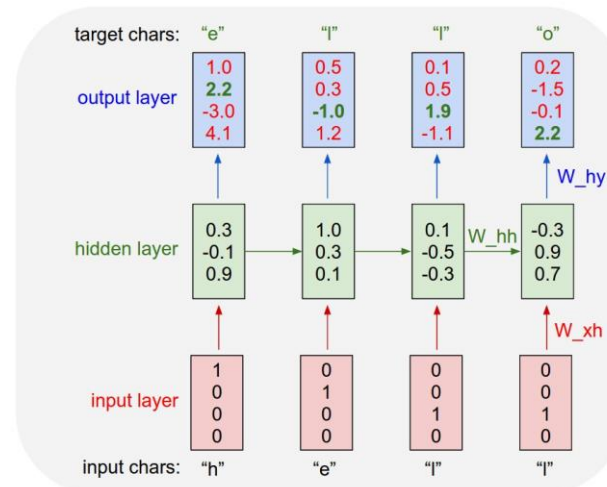 target chars: “e” “l” “l” “o”
1.0 0.5 0.1 0.2
2.2 0.3 0.5 -1.5
output layer
-3.0 -1.0 1.9 -0.1
4.1 1.2 -1.1 2.2
W_hy
0.3 1.0 0.1 -0.3
W_hh
hidden layer -0.1 0.3 -0.5 0.9
0.9 0.1 -0.3 0.7
W_xh
1 0 0 0
0 1 0 0
input layer
0 0 1 1
0 0 0 0
input chars: “h” “e” “l” “l”